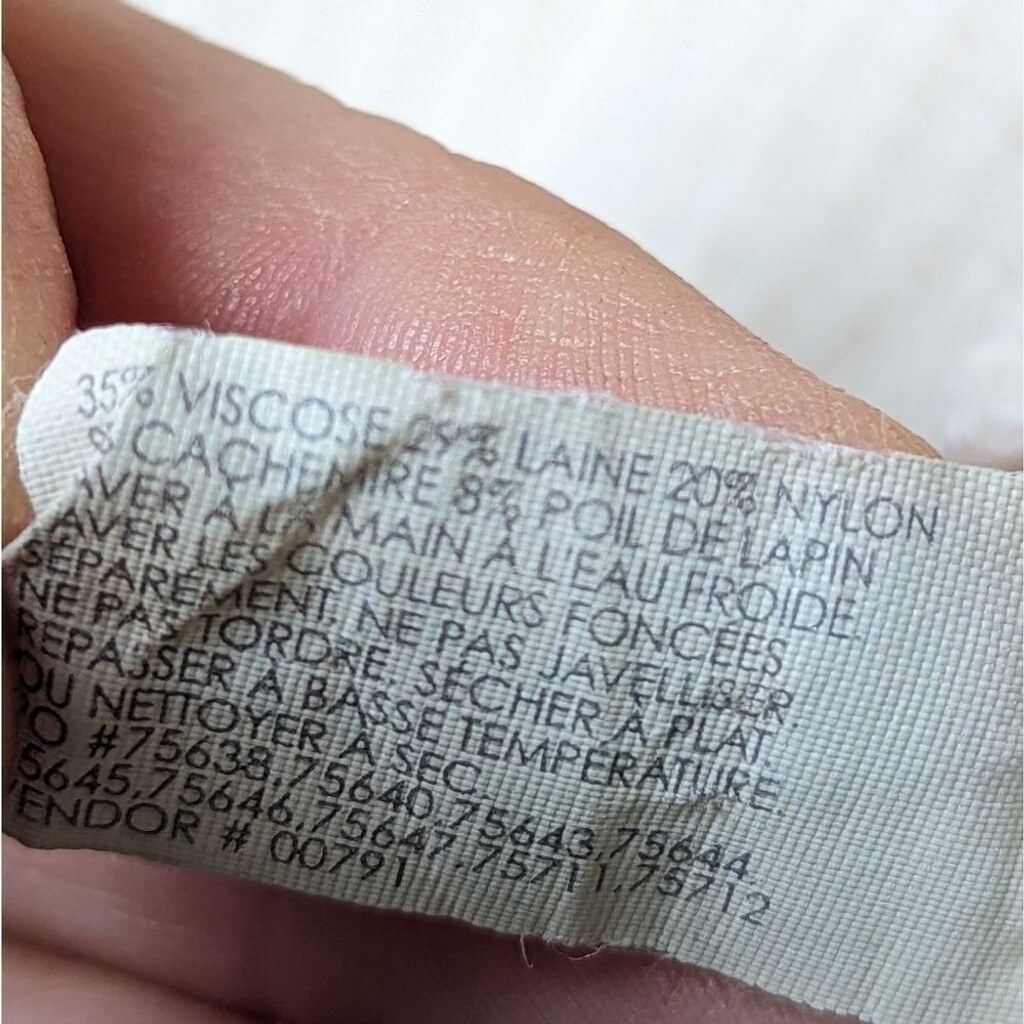 35% VISCOSE 29% LAINE 20% NYLON
CACHEMIRE 8% POIL DE LAPIN
AVER À LA MAIN À L'EAU FROIDE.
AVER LES COULEURS FONCÉES
SÉPARÉMENT. NE PAS JAVELLISER.
NE PAS TORDRE. SÉCHER À PLAT.
REPASSER À BASSE TEMPÉRATURE.
OU NETTOYER À SEC.
PO #75638,75640,75643,75644
5645,75646,75647,75711,75712
VENDOR # 00791